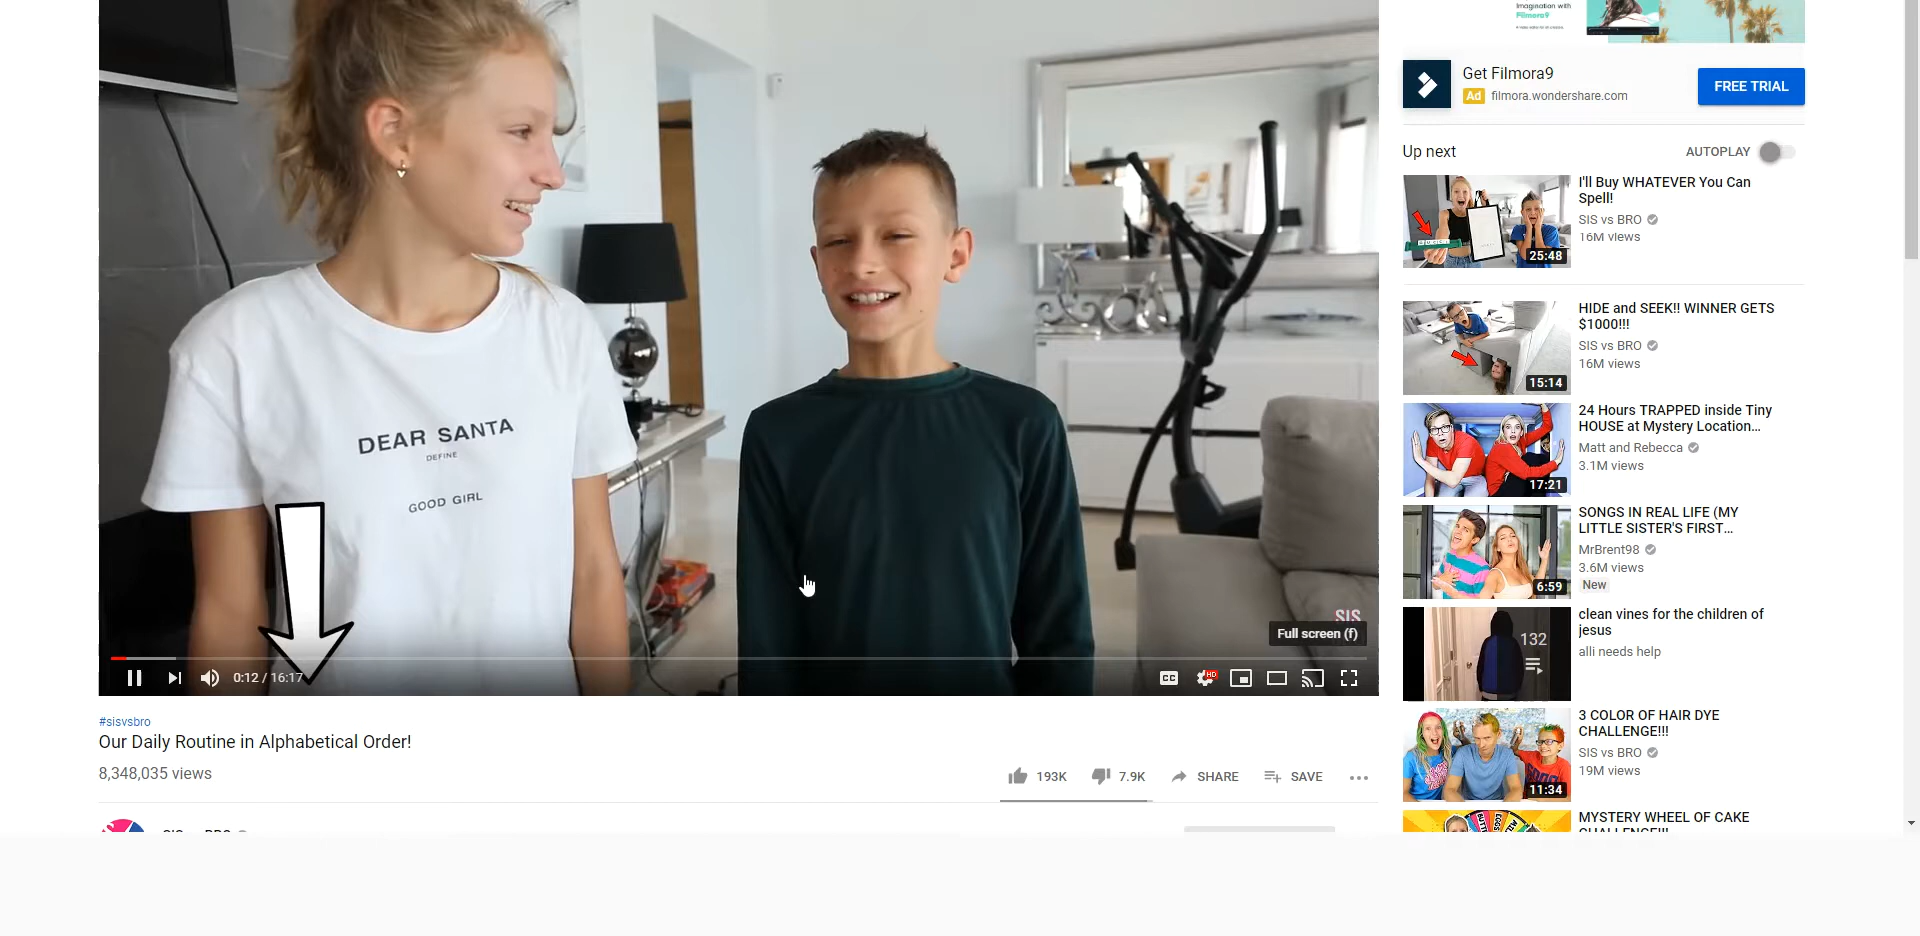 Imagination with
Filmora9
Get Filmora9
Ad filmora.wondershare.com
FREE TRIAL
Up next
AUTOPLAY
I'll Buy WHATEVER You Can
Spell!
SIS vs BRO
16M views
25:48
HIDE and SEEK!! WINNER GETS
$1000!!!
SIS vs BRO
16M views
15:14
24 Hours TRAPPED inside Tiny
HOUSE at Mystery Location...
Matt and Rebecca
3.1M views
17:21
SONGS IN REAL LIFE (MY
LITTLE SISTER'S FIRST...
MrBrent98
3.6M views
New
6:59
clean vines for the children of
jesus
alli needs help
132
3 COLOR OF HAIR DYE
CHALLENGE!!!
SIS vs BRO
19M views
11:34
MYSTERY WHEEL OF CAKE
CHALLENGE!!!
DEAR SANTA
DEFINE
GOOD GIRL
SIS
Full screen (f)
0:12 / 16:17
CC
HD
#sisvsbro
Our Daily Routine in Alphabetical Order!
8,348,035 views
193K
7.9K
SHARE
SAVE
SIS vs BRO